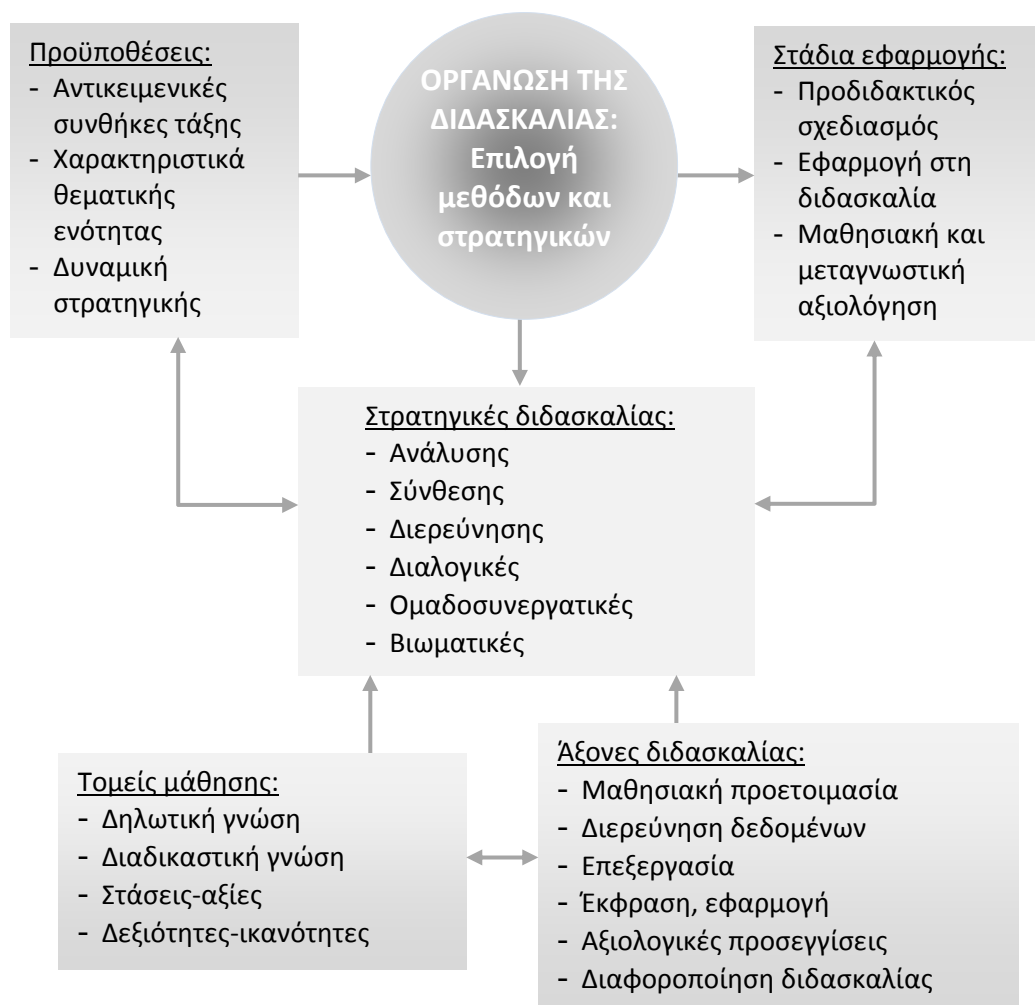 Προϋποθέσεις:
- Αντικειμενικές
συνθήκες τάξης
- Χαρακτηριστικά
θεματικής
ενότητας
- Δυναμική
στρατηγικής
ΟΡΓΑΝΩΣΗ ΤΗΣ
ΔΙΔΑΣΚΑΛΙΑΣ:
Επιλογή
μεθόδων και
στρατηγικών
Στάδια εφαρμογής:
- Προδιδακτικός
σχεδιασμός
- Εφαρμογή στη
διδασκαλία
- Μαθησιακή και
μεταγνωστική
αξιολόγηση
Στρατηγικές διδασκαλίας:
- Ανάλυσης
- Σύνθεσης
- Διερεύνησης
- Διαλογικές
- Ομαδοσυνεργατικές
- Βιωματικές
Τομείς μάθησης:
- Δηλωτική γνώση
- Διαδικαστική γνώση
- Στάσεις-αξίες
- Δεξιότητες-ικανότητες
Άξονες διδασκαλίας:
- Μαθησιακή προετοιμασία
- Διερεύνηση δεδομένων
- Επεξεργασία
- Έκφραση, εφαρμογή
- Αξιολογικές προσεγγίσεις
- Διαφοροποίηση διδασκαλίας